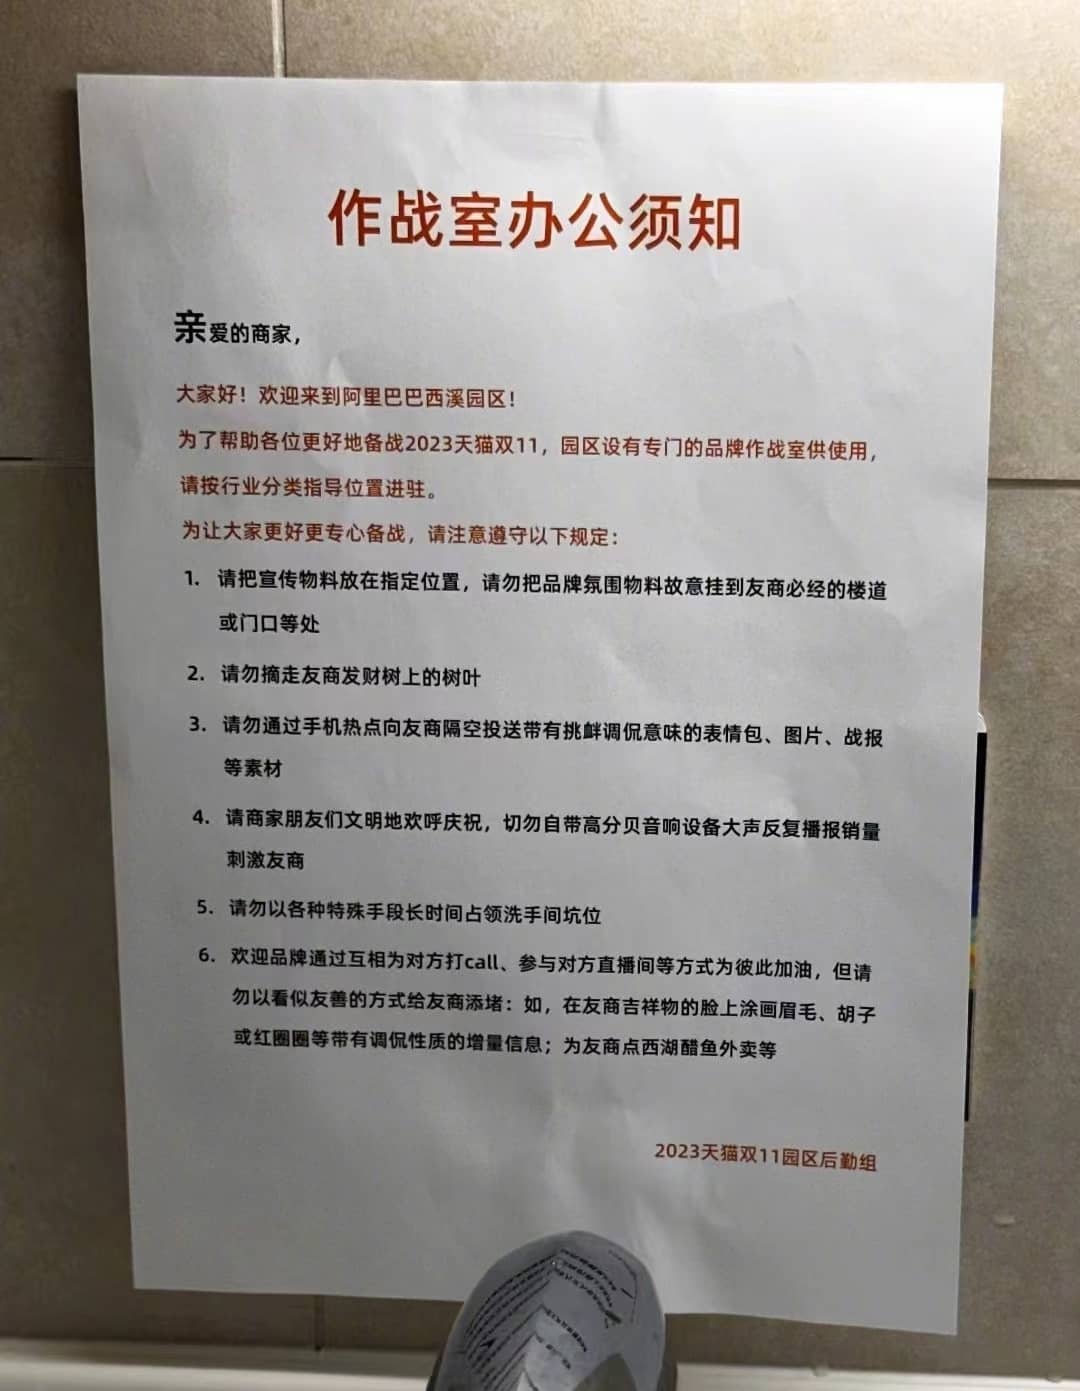 作战室办公须知
亲爱的商家，
大家好！欢迎来到阿里巴巴西溪园区！
为了帮助各位更好地备战2023天猫双11，园区设有专门的品牌作战室供使用，
请按行业分类指导位置进驻。
为让大家更好更专心备战，请注意遵守以下规定：
1. 请把宣传物料放在指定位置，请勿把品牌氛围物料故意挂到友商必经的楼道
或门口等处
2. 请勿摘走友商发财树上的树叶
3. 请勿通过手机热点向友商隔空投送带有挑衅调侃意味的表情包、图片、战报
等素材
4. 请商家朋友们文明地欢呼庆祝，切勿自带高分贝音响设备大声反复播报销量
刺激友商
5. 请勿以各种特殊手段长时间占领洗手间坑位
6. 欢迎品牌通过互相为对方打call、参与对方直播间等方式为彼此加油，但请
勿以看似友善的方式给友商添堵：如，在友商吉祥物的脸上涂画眉毛、胡子
或红圈圈等带有调侃性质的增量信息；为友商点西湖醋鱼外卖等
2023天猫双11园区后勤组